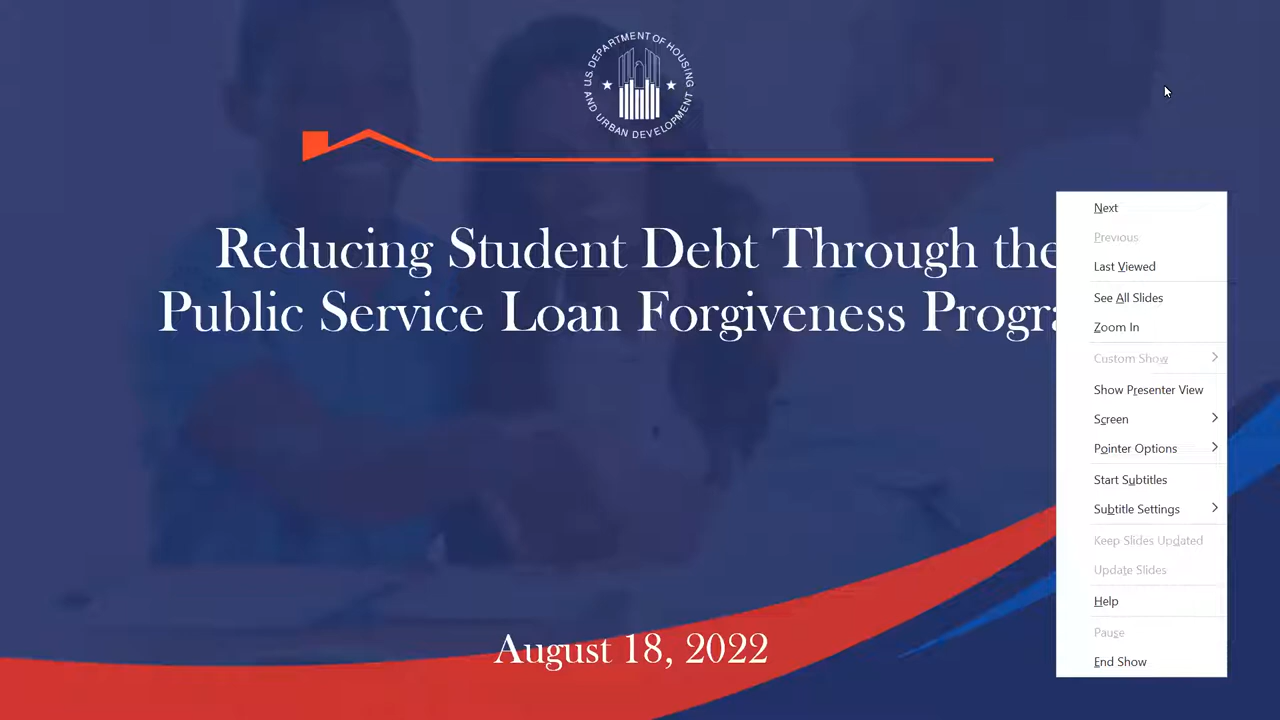 U.S. DEPARTMENT OF HOUSING
AND URBAN DEVELOPMENT
Reducing Student Debt Through the
Public Service Loan Forgiveness Progra
August 18, 2022
Next
Previous
Last Viewed
See All Slides
Zoom In
Custom Show
Show Presenter View
Screen
Pointer Options
Start Subtitles
Subtitle Settings
Keep Slides Updated
Update Slides
Help
Pause
End Show